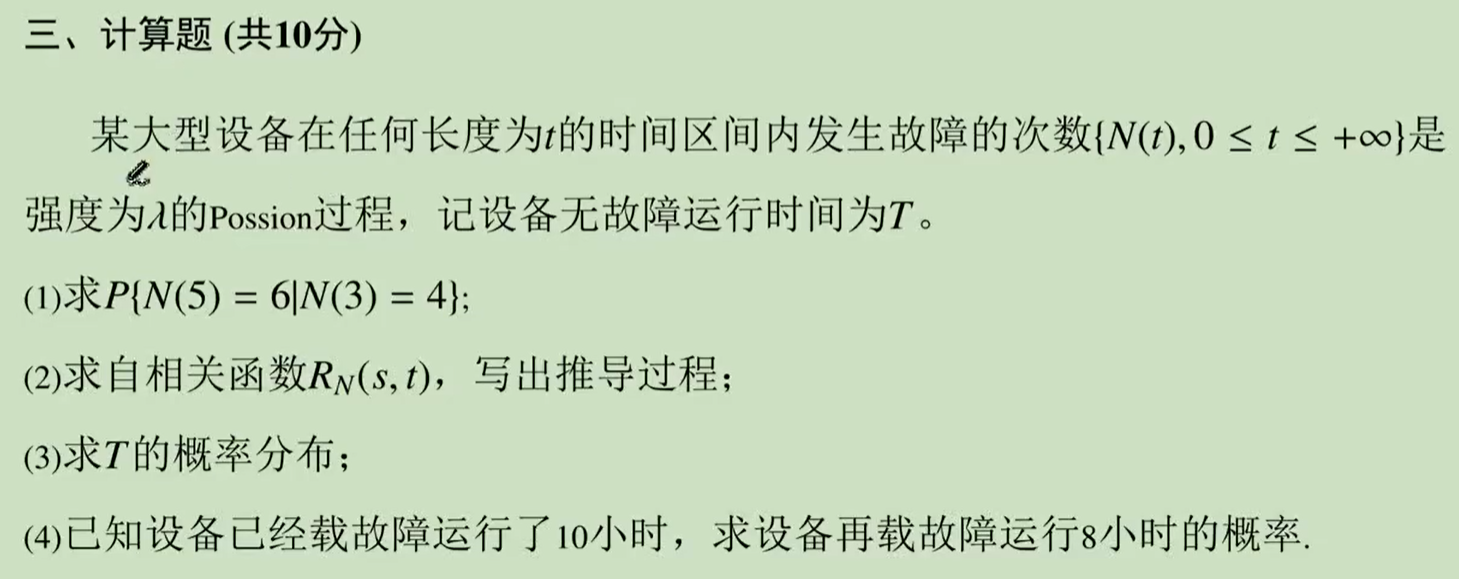 三、计算题 (共10分)
某大型设备在任何长度为t的时间区间内发生故障的次数{N(t), 0 ≤ t ≤ +∞}是
强度为λ的Possion过程，记设备无故障运行时间为T。
(1)求P{N(5) = 6|N(3) = 4};
(2)求自相关函数R_N(s, t)，写出推导过程；
(3)求T的概率分布；
(4)已知设备已经载故障运行了10小时，求设备再载故障运行8小时的概率.